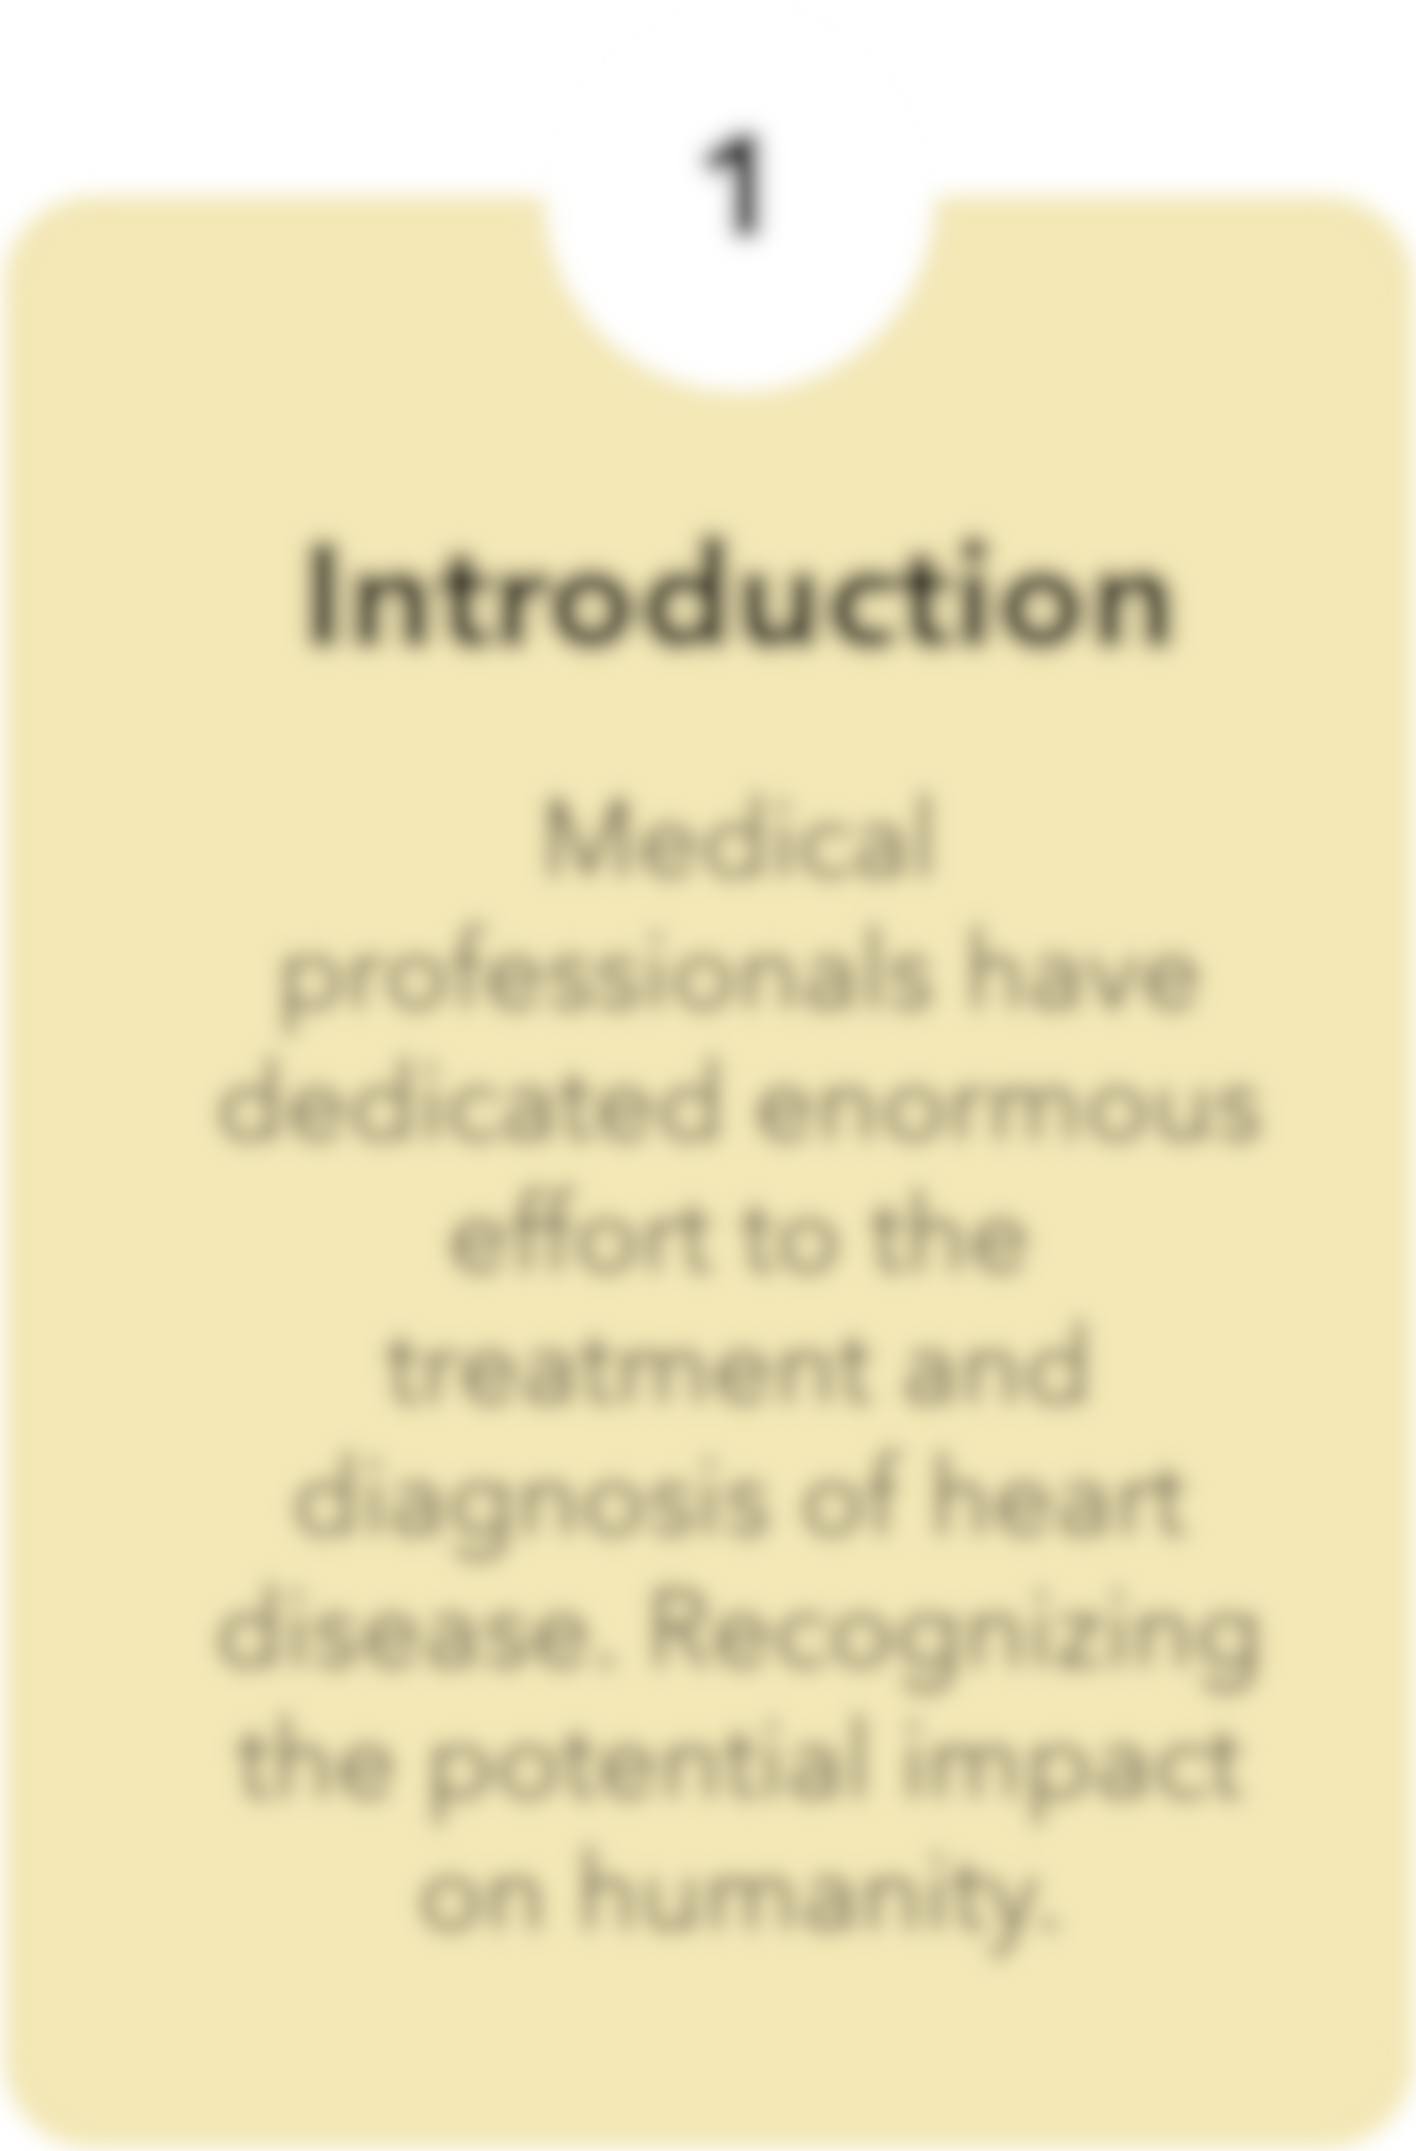 1
Introduction
Medical
professionals have
dedicated enormous
effort to the
treatment and
diagnosis of heart
disease. Recognizing
the potential impact
on humanity.